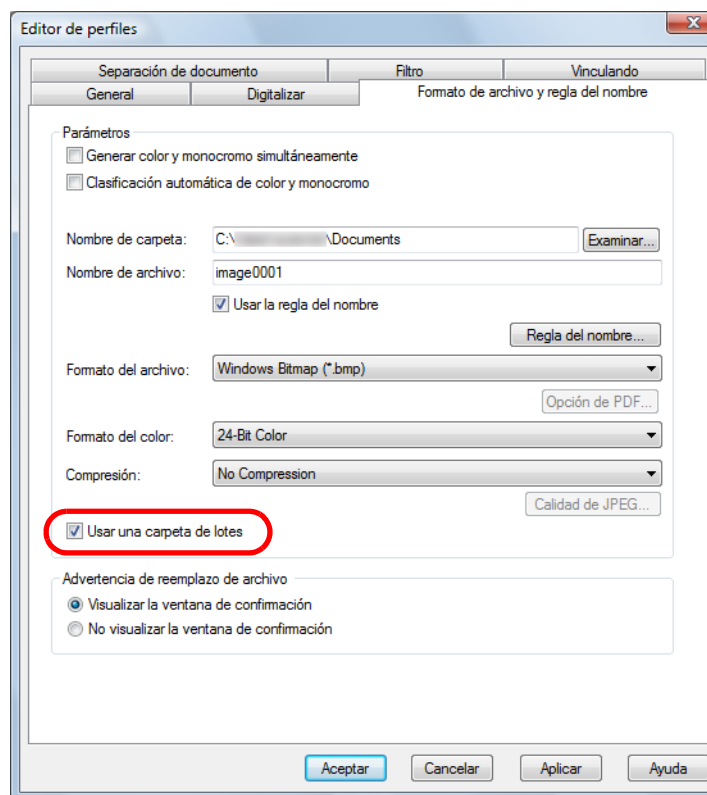 Editor de perfiles
Separación de documento Filtro Vinculando
General Digitalizar Formato de archivo y regla del nombre
Parámetros
Generar color y monocromo simultáneamente
Clasificación automática de color y monocromo
Nombre de carpeta: C:\ \Documents Examinar...
Nombre de archivo: image0001
Usar la regla del nombre
Regla del nombre...
Formato del archivo: Windows Bitmap (*.bmp)
Opción de PDF...
Formato del color: 24-Bit Color
Compresión: No Compression
Calidad de JPEG...
Usar una carpeta de lotes
Advertencia de reemplazo de archivo
Visualizar la ventana de confirmación
No visualizar la ventana de confirmación
Aceptar Cancelar Aplicar Ayuda